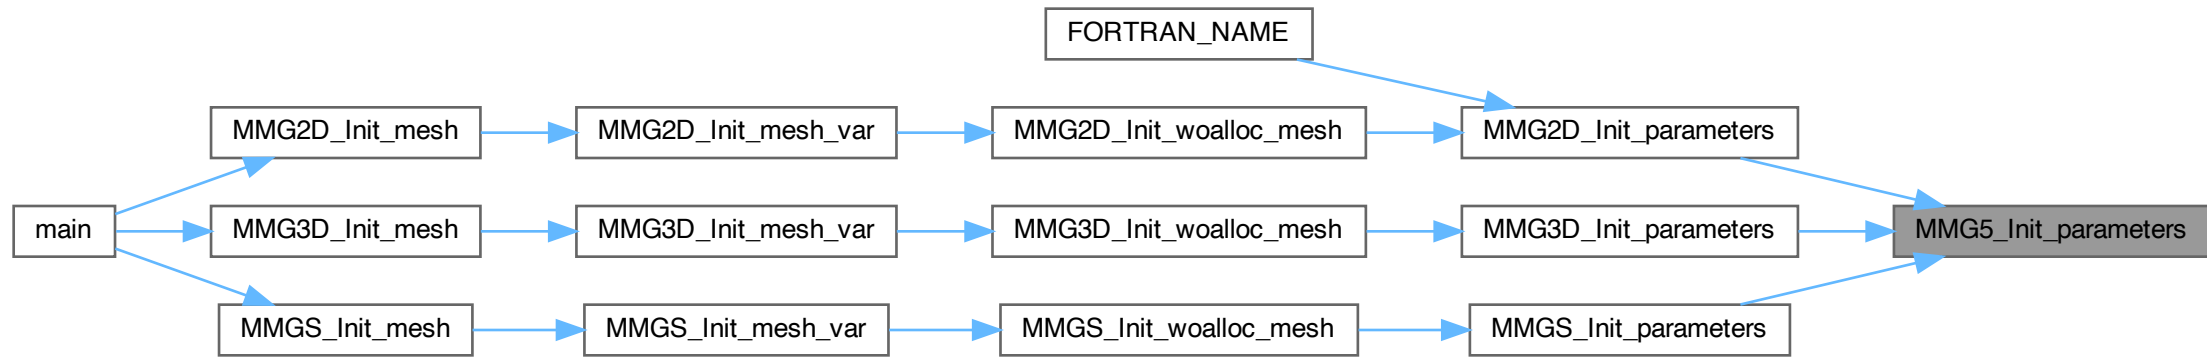 FORTRAN_NAME
MMG2D_Init_mesh
MMG2D_Init_mesh_var
MMG2D_Init_woalloc_mesh
MMG2D_Init_parameters
main
MMG3D_Init_mesh
MMG3D_Init_mesh_var
MMG3D_Init_woalloc_mesh
MMG3D_Init_parameters
MMG5_Init_parameters
MMGS_Init_mesh
MMGS_Init_mesh_var
MMGS_Init_woalloc_mesh
MMGS_Init_parameters